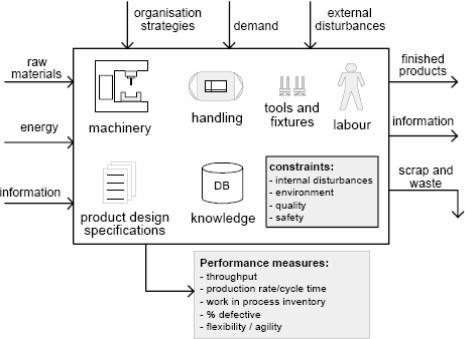 organisation
strategies
demand
external
disturbances
raw
materials
energy
information
machinery
handling
tools and
fixtures
labour
product design
specifications
DB
knowledge
constraints:
- internal disturbances
- environment
- quality
- safety
finished
products
information
scrap and
waste
Performance measures:
- throughput
- production rate/cycle time
- work in process inventory
- % defective
- flexibility / agility